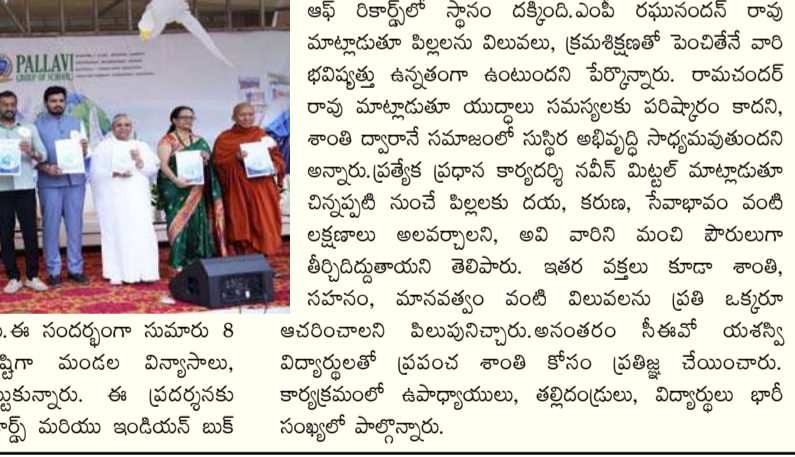 PALLAVI
GROUP OF SCHOOLS
ఈ సందర్భంగా సుమారు 8
మండల విన్యాసాలు,
ఈ ప్రదర్శనకు
మరియు ఇండియన్ బుక్
ఆఫ్ రికార్డ్స్‌లో స్థానం దక్కింది.ఎంపీ రఘునందన్ రావు
మాట్లాడుతూ పిల్లలను విలువలు, క్రమశిక్షణతో పెంచితేనే వారి
భవిష్యత్తు ఉన్నతంగా ఉంటుందని పేర్కొన్నారు. రామచందర్
రావు మాట్లాడుతూ యుద్ధాలు సమస్యలకు పరిష్కారం కాదని,
శాంతి ద్వారానే సమాజంలో సుస్థిర అభివృద్ధి సాధ్యమవుతుందని
అన్నారు.ప్రత్యేక ప్రధాన కార్యదర్శి నవీన్ మిట్టల్ మాట్లాడుతూ
చిన్నప్పటి నుంచే పిల్లలకు దయ, కరుణ, సేవాభావం వంటి
లక్షణాలు అలవర్చాలని, అవి వారిని మంచి పౌరులుగా
తీర్చిదిద్దుతాయని తెలిపారు. ఇతర వక్తలు కూడా శాంతి,
సహనం, మానవత్వం వంటి విలువలను ప్రతి ఒక్కరూ
ఆచరించాలని పిలుపునిచ్చారు.అనంతరం సీఈవో యశస్వి
విద్యార్థులతో ప్రపంచ శాంతి కోసం ప్రతిజ్ఞ చేయించారు.
కార్యక్రమంలో ఉపాధ్యాయులు, తల్లిదండ్రులు, విద్యార్థులు భారీ
సంఖ్యలో పాల్గొన్నారు.